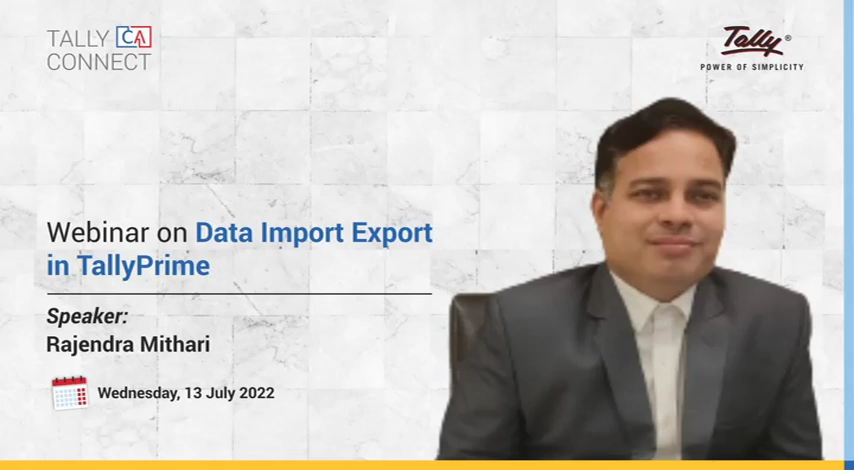 TALLY CA
CONNECT
Tally®
POWER OF SIMPLICITY
Webinar on Data Import Export
in TallyPrime
Speaker:
Rajendra Mithari
Wednesday, 13 July 2022